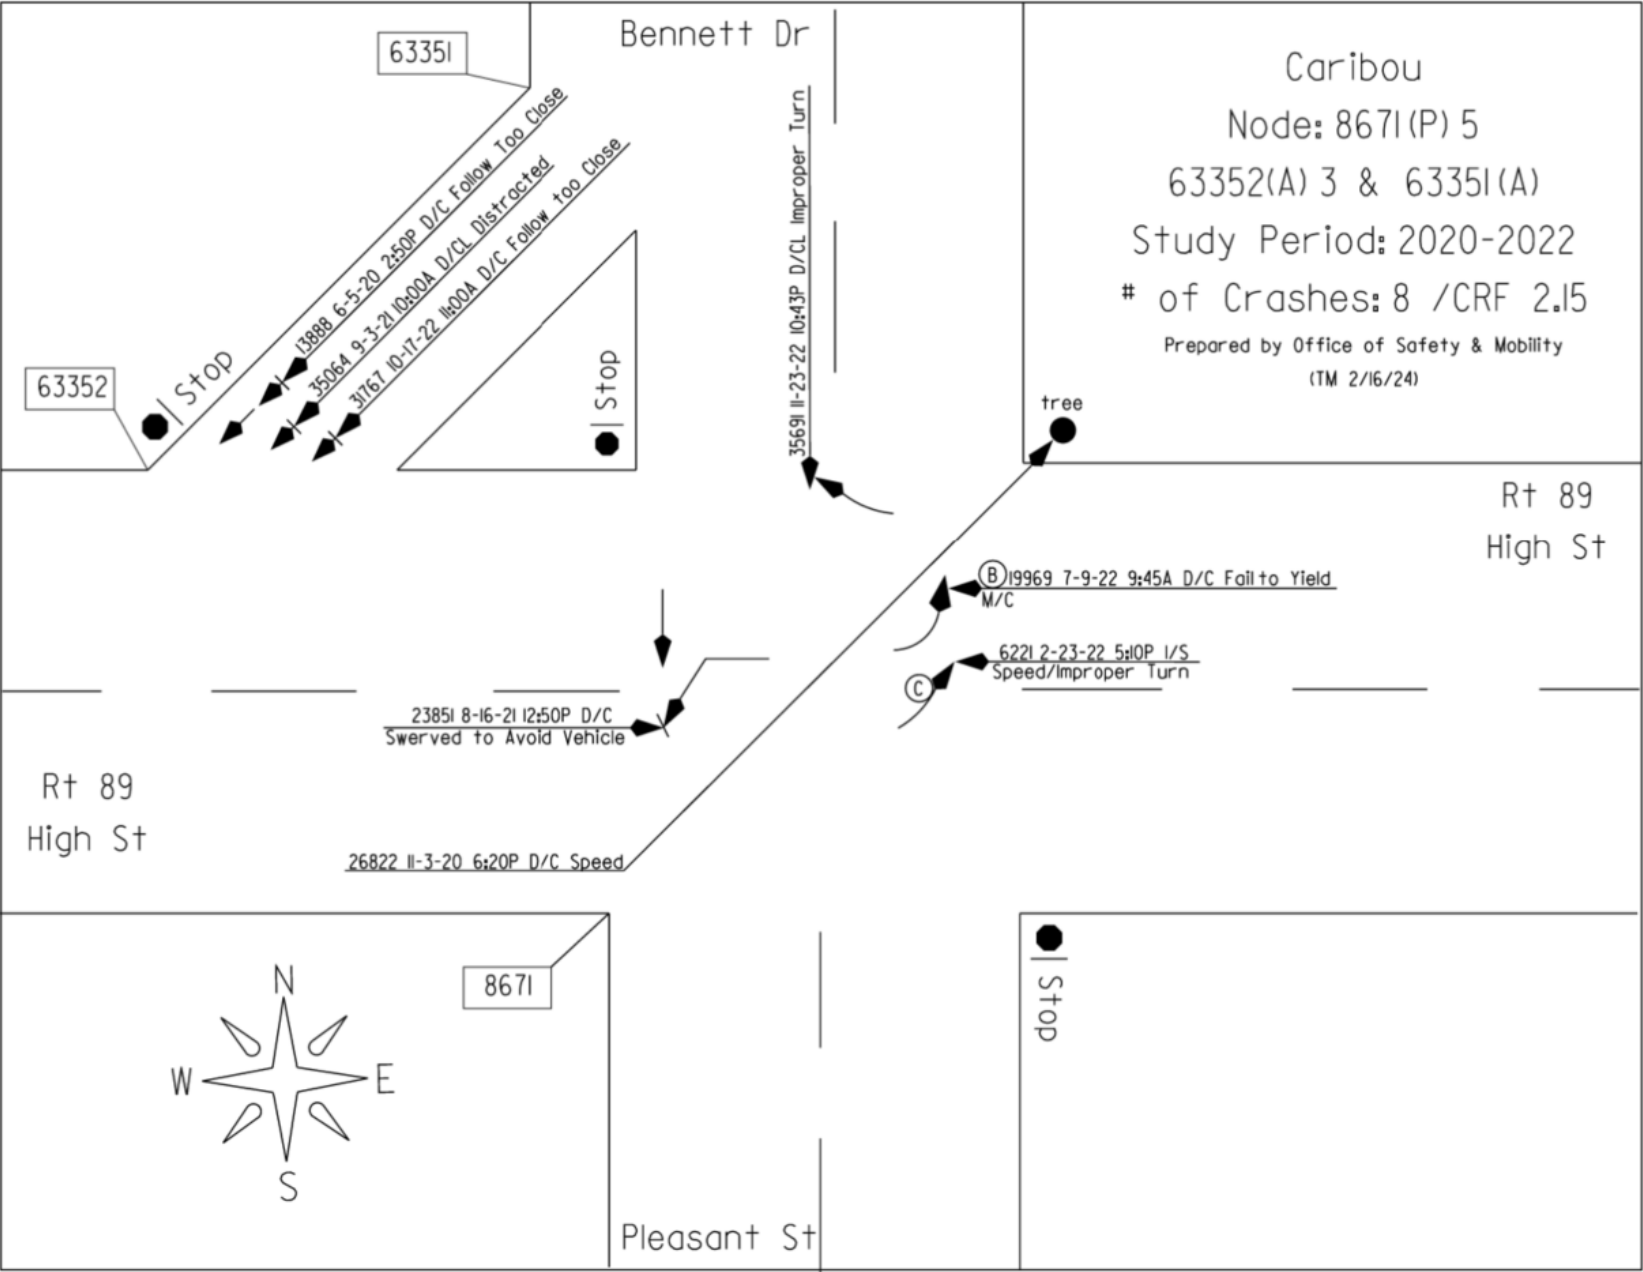 Bennett Dr
63351
13888 6-5-20 2:50P D/C Follow Too Close
35064 9-3-21 10:00A D/CL Distracted
31767 10-17-22 11:00A D/C Follow too Close
35691 11-23-22 10:43P D/CL Improper Turn
Caribou
Node: 8671(P) 5
63352(A) 3 & 63351(A)
Study Period: 2020-2022
# of Crashes: 8 /CRF 2.15
Prepared by Office of Safety & Mobility
(TM 2/16/24)
63352
Stop
Stop
tree
Rt 89
High St
B
19969 7-9-22 9:45A D/C Fail to Yield
M/C
6221 2-23-22 5:10P I/S
Speed/Improper Turn
C
23851 8-16-21 12:50P D/C
Swerved to Avoid Vehicle
Rt 89
High St
26822 11-3-20 6:20P D/C Speed
8671
Stop
N
W
E
S
Pleasant St